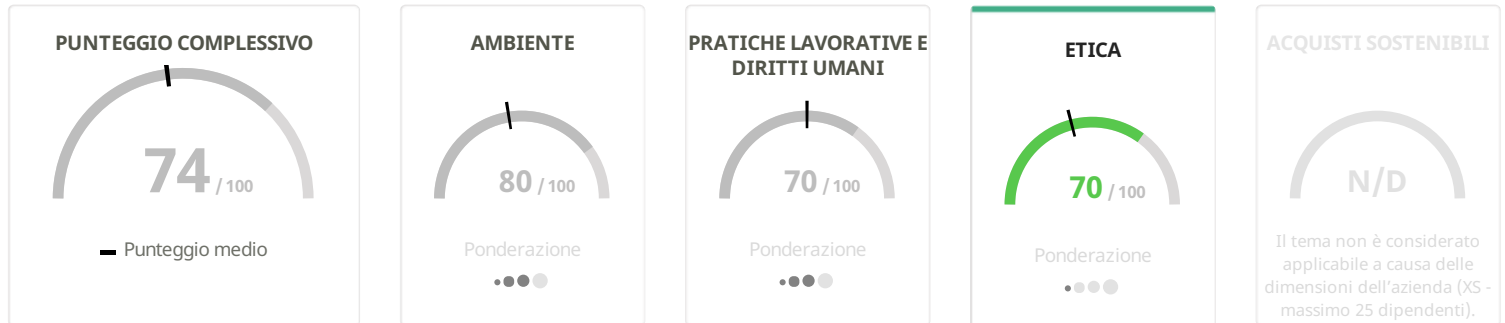 PUNTEGGIO COMPLESSIVO
74 / 100
Punteggio medio
AMBIENTE
80 / 100
Ponderazione
PRATICHE LAVORATIVE E
DIRITTI UMANI
70 / 100
Ponderazione
ETICA
70 / 100
Ponderazione
ACQUISTI SOSTENIBILI
N/D
Il tema non è considerato
applicabile a causa delle
dimensioni dell'azienda (XS -
massimo 25 dipendenti).